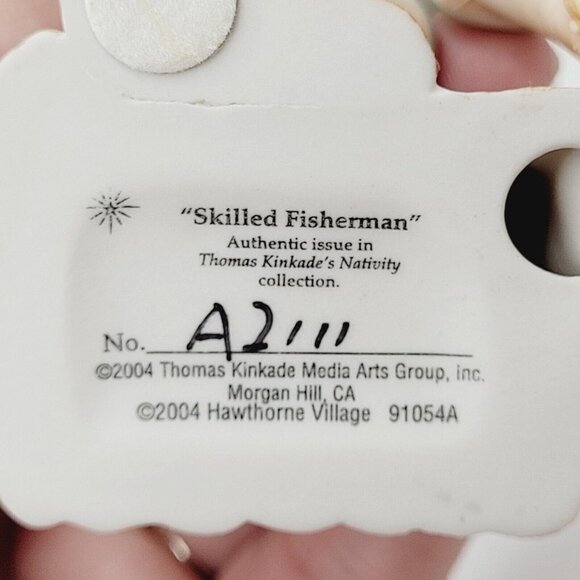 "Skilled Fisherman"
Authentic issue in
Thomas Kinkade's Nativity
collection.
No. A2111
©2004 Thomas Kinkade Media Arts Group, inc.
Morgan Hill, CA
©2004 Hawthorne Village 91054A